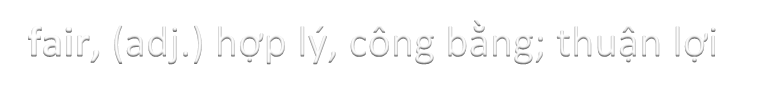 fair, (adj.) hợp lý, công bằng; thuận lợi